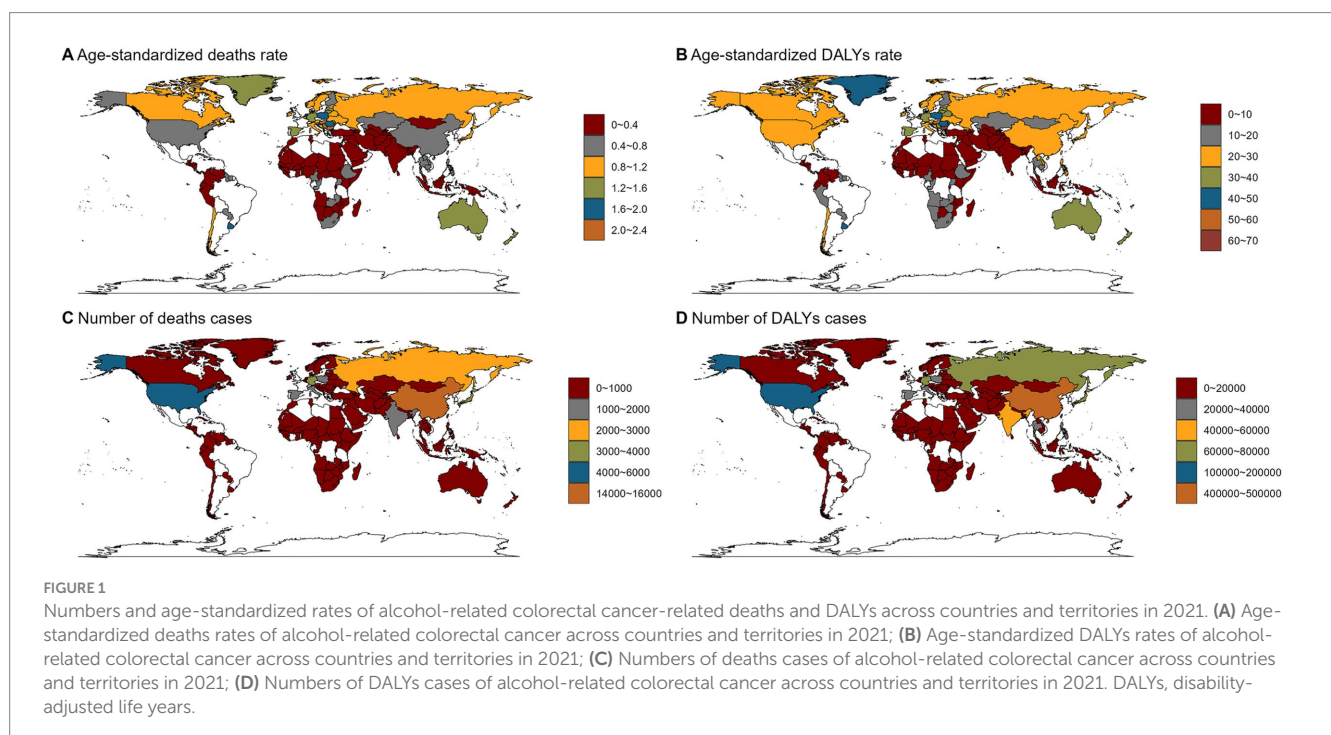 A Age-standardized deaths rate
0~0.4
0.4~0.8
0.8~1.2
1.2~1.6
1.6~2.0
2.0~2.4
B Age-standardized DALYs rate
0~10
10~20
20~30
30~40
40~50
50~60
60~70
C Number of deaths cases
0~1000
1000~2000
2000~3000
3000~4000
4000~6000
14000~16000
D Number of DALYs cases
0~20000
20000~40000
40000~60000
60000~80000
100000~200000
400000~500000
FIGURE 1
Numbers and age-standardized rates of alcohol-related colorectal cancer-related deaths and DALYs across countries and territories in 2021. (A) Age-
standardized deaths rates of alcohol-related colorectal cancer across countries and territories in 2021; (B) Age-standardized DALYs rates of alcohol-
related colorectal cancer across countries and territories in 2021; (C) Numbers of deaths cases of alcohol-related colorectal cancer across countries
and territories in 2021; (D) Numbers of DALYs cases of alcohol-related colorectal cancer across countries and territories in 2021. DALYs, disability-
adjusted life years.